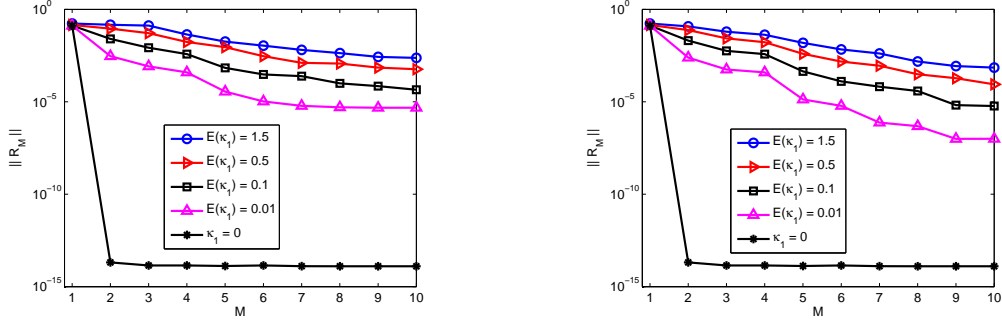 10^0
10^−5
10^−10
10^−15
|| R_M ||
E(κ_1) = 1.5
E(κ_1) = 0.5
E(κ_1) = 0.1
E(κ_1) = 0.01
κ_1 = 0
1 2 3 4 5 6 7 8 9 10
M
10^0
10^−5
10^−10
10^−15
|| R_M ||
E(κ_1) = 1.5
E(κ_1) = 0.5
E(κ_1) = 0.1
E(κ_1) = 0.01
κ_1 = 0
1 2 3 4 5 6 7 8 9 10
M